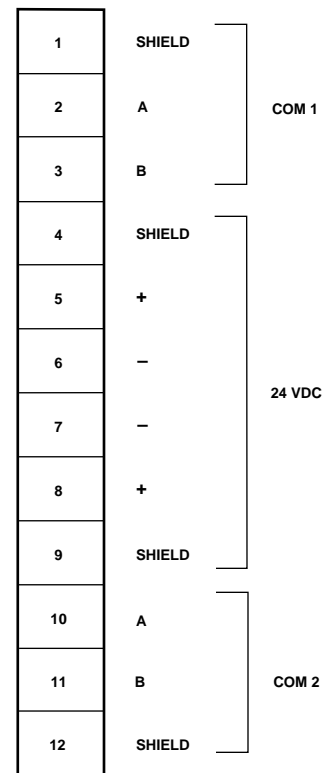 1 SHIELD
2 A COM 1
3 B
4 SHIELD
5 +
6 –
24 VDC
7 –
8 +
9 SHIELD
10 A
11 B COM 2
12 SHIELD